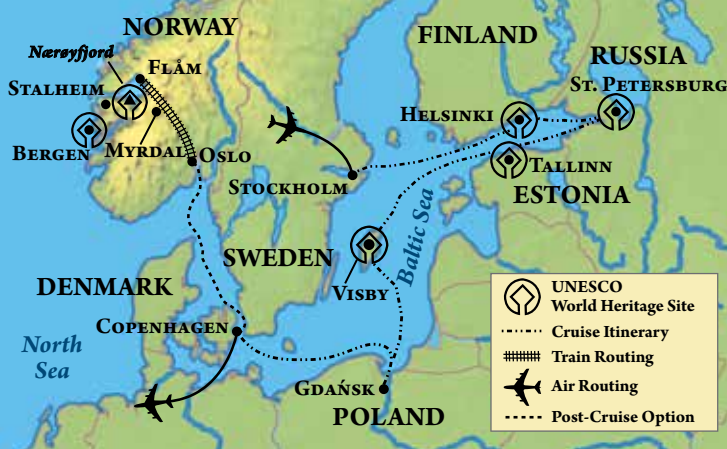 NORWAY
FINLAND
Nærøyfjord
RUSSIA
FLÅM
ST. PETERSBURG
STALHEIM
HELSINKI
BERGEN
MYRDAL
OSLO
TALLINN
STOCKHOLM
ESTONIA
Baltic Sea
SWEDEN
DENMARK
VISBY
UNESCO
World Heritage Site
COPENHAGEN
Cruise Itinerary
North
Sea
Train Routing
GDAŃSK
Air Routing
POLAND
Post-Cruise Option